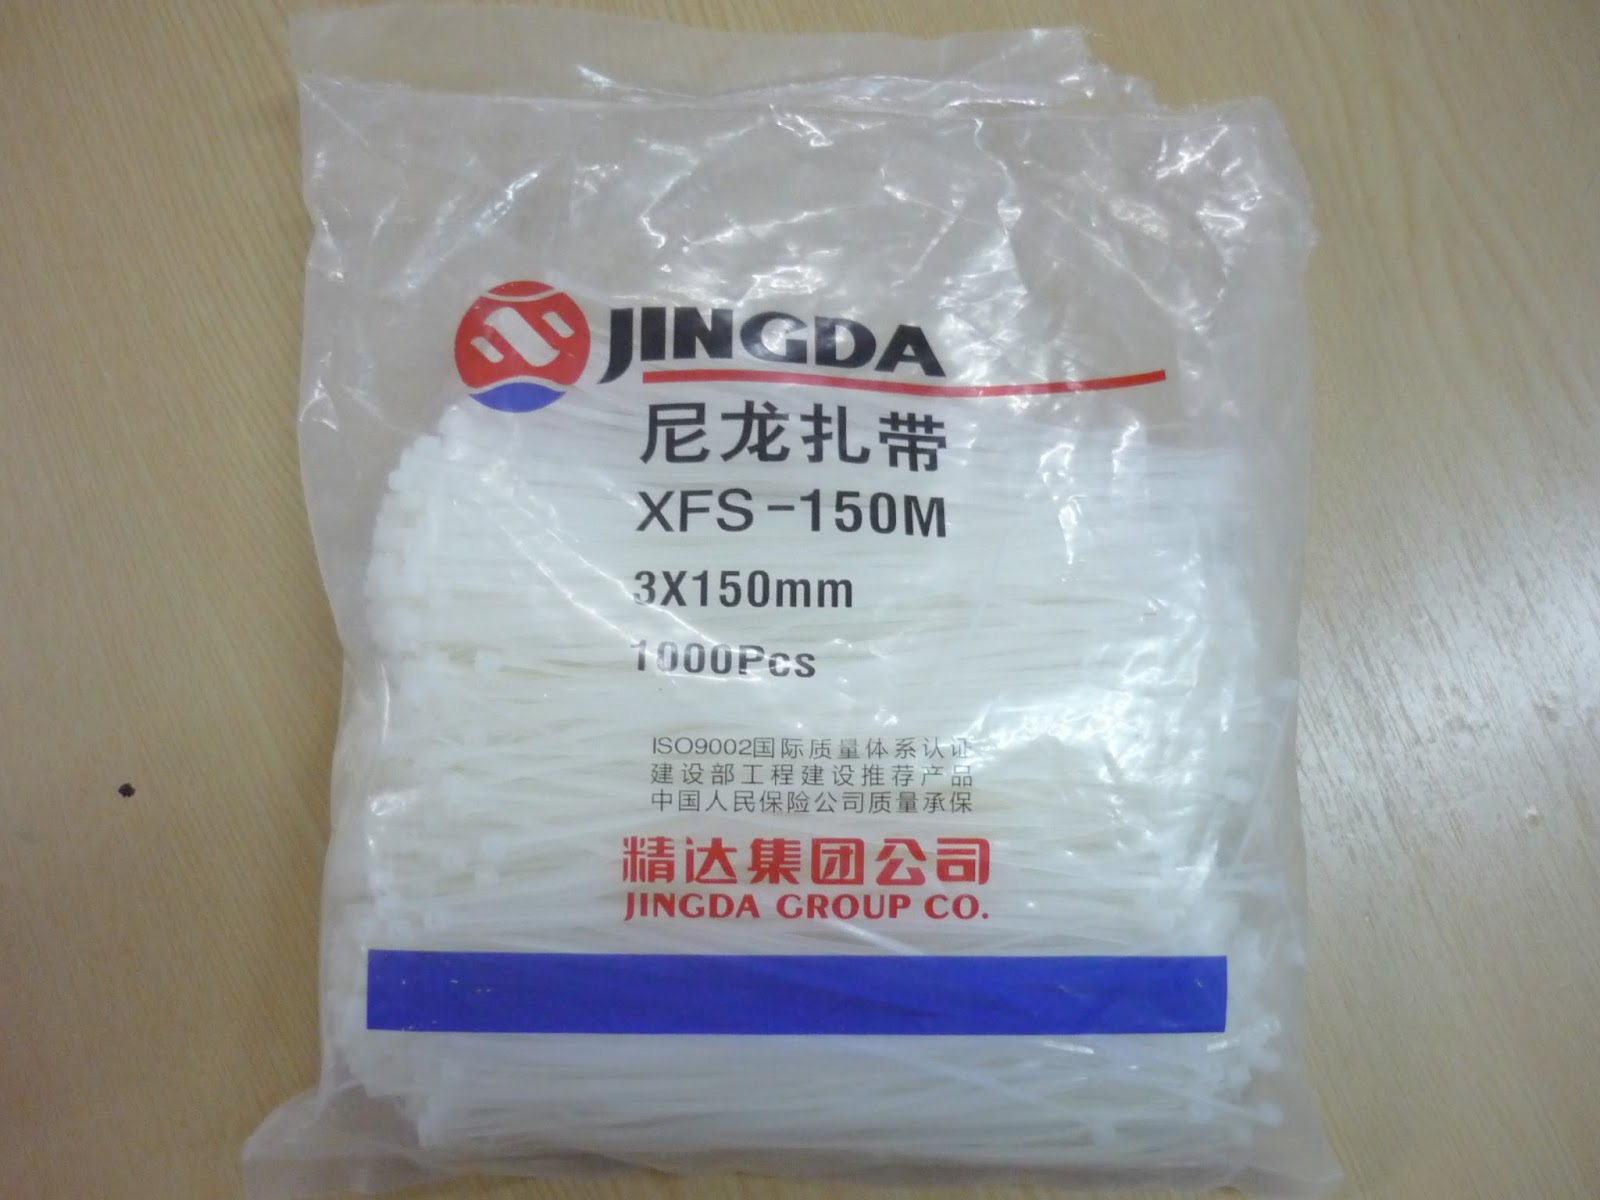 JINGDA
尼龙扎带
XFS-150M
3X150mm
1000Pcs
ISO9002国际质量体系认证
建设部工程建设推荐产品
中国人民保险公司质量承保
精达集团公司
JINGDA GROUP CO.